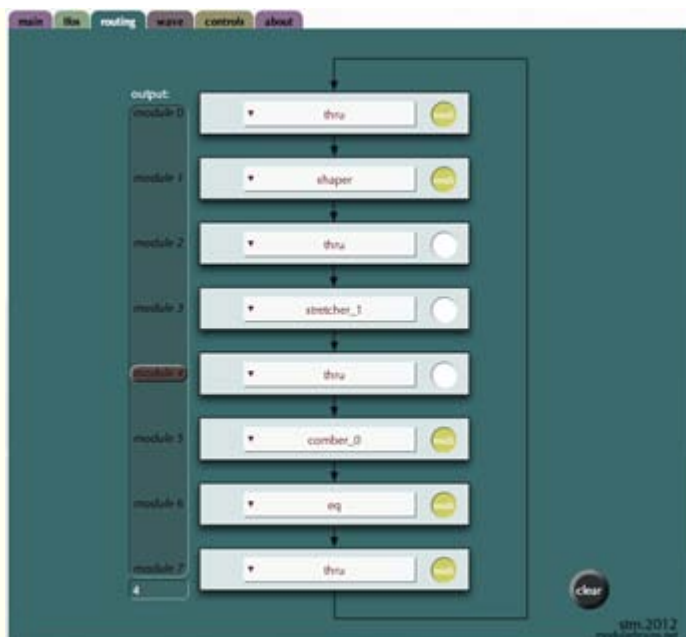 main lfos routing wave controls about
output:
module 0 thru
module 1 shaper
module 2 thru
module 3 stretcher_1
module 4 thru
module 5 comber_0
module 6 eq
module 7 thru
4
clear
stm.2012